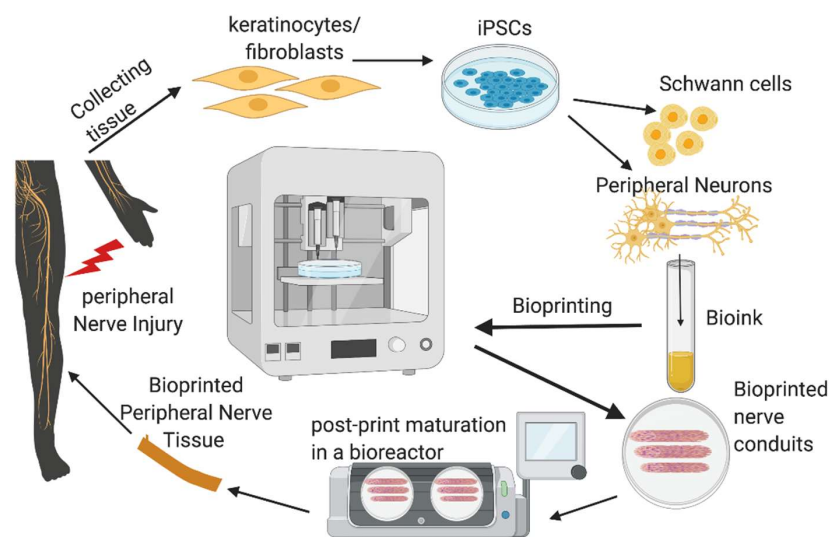 keratinocytes/
fibroblasts
iPSCs
Collecting
tissue
Schwann cells
Peripheral Neurons
peripheral
Nerve Injury
Bioprinting
Bioink
Bioprinted
nerve
conduits
Bioprinted
Peripheral Nerve
Tissue
post-print maturation
in a bioreactor